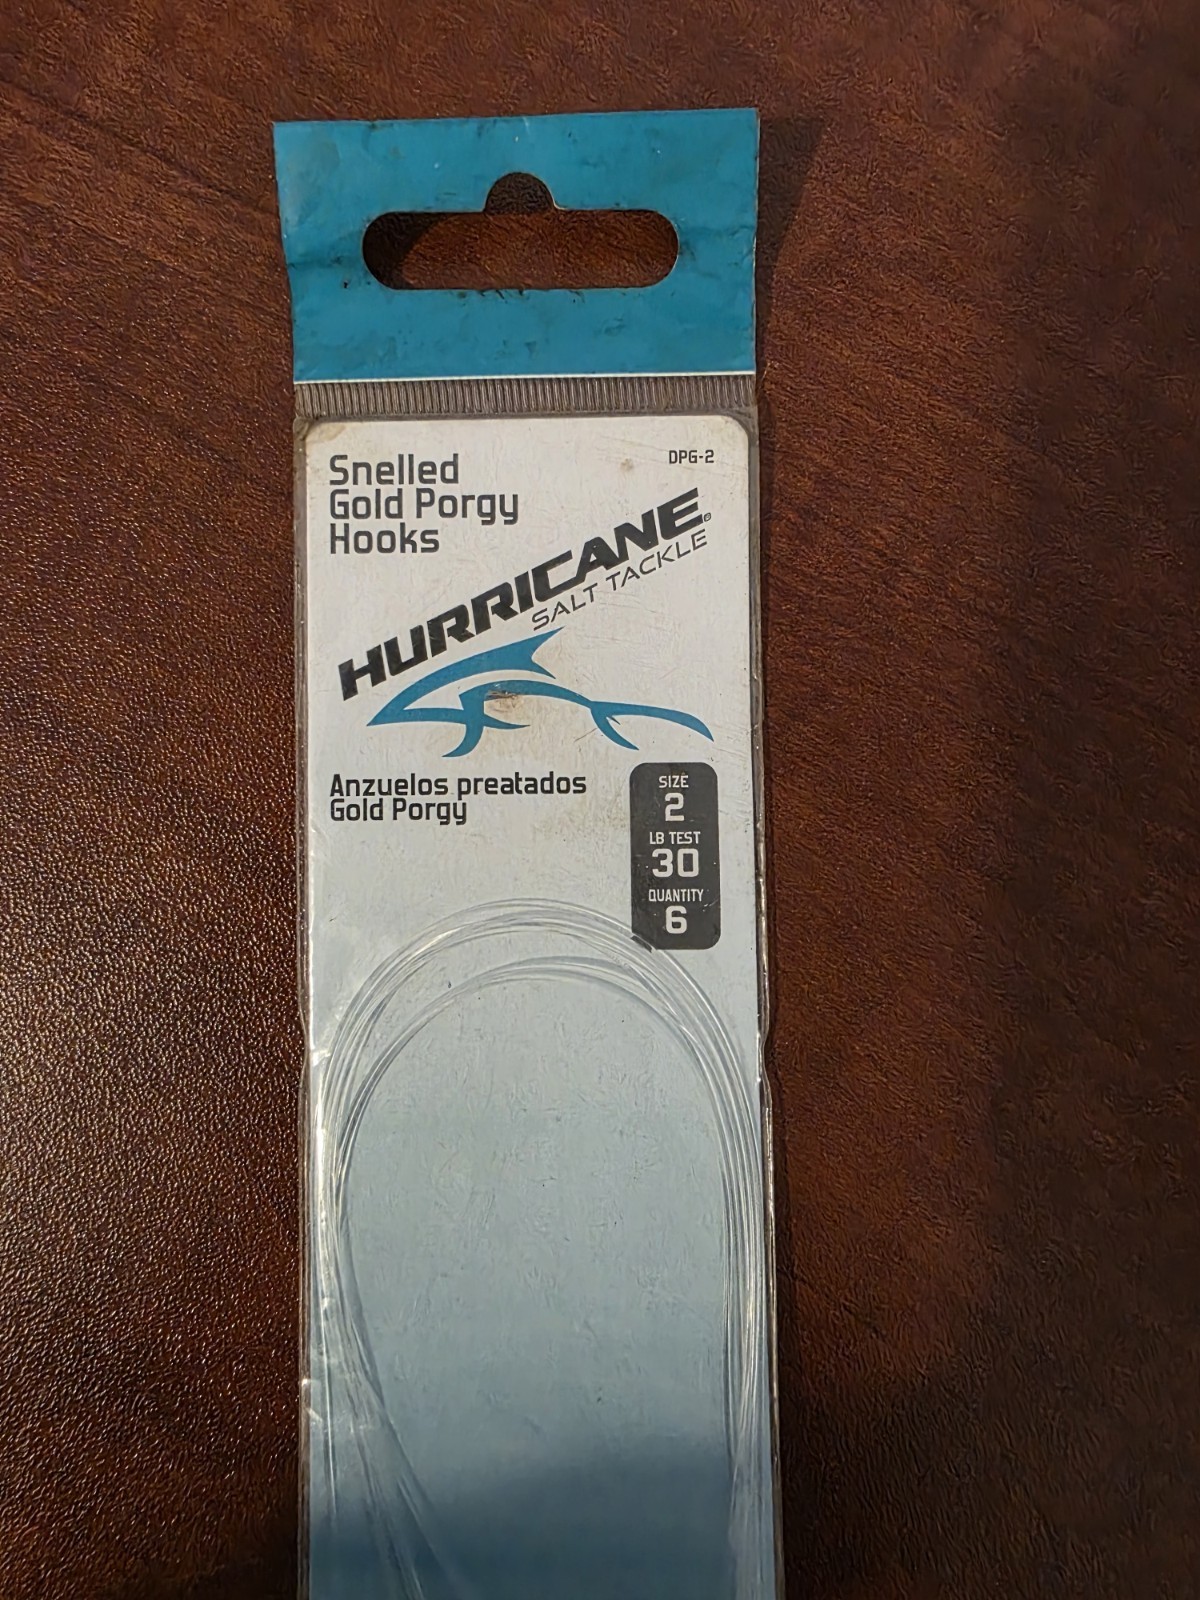 Snelled
Gold Porgy
Hooks
DPG-2
HURRICANE®
SALT TACKLE
Anzuelos preatados
Gold Porgy
SIZE
2
LB TEST
30
QUANTITY
6